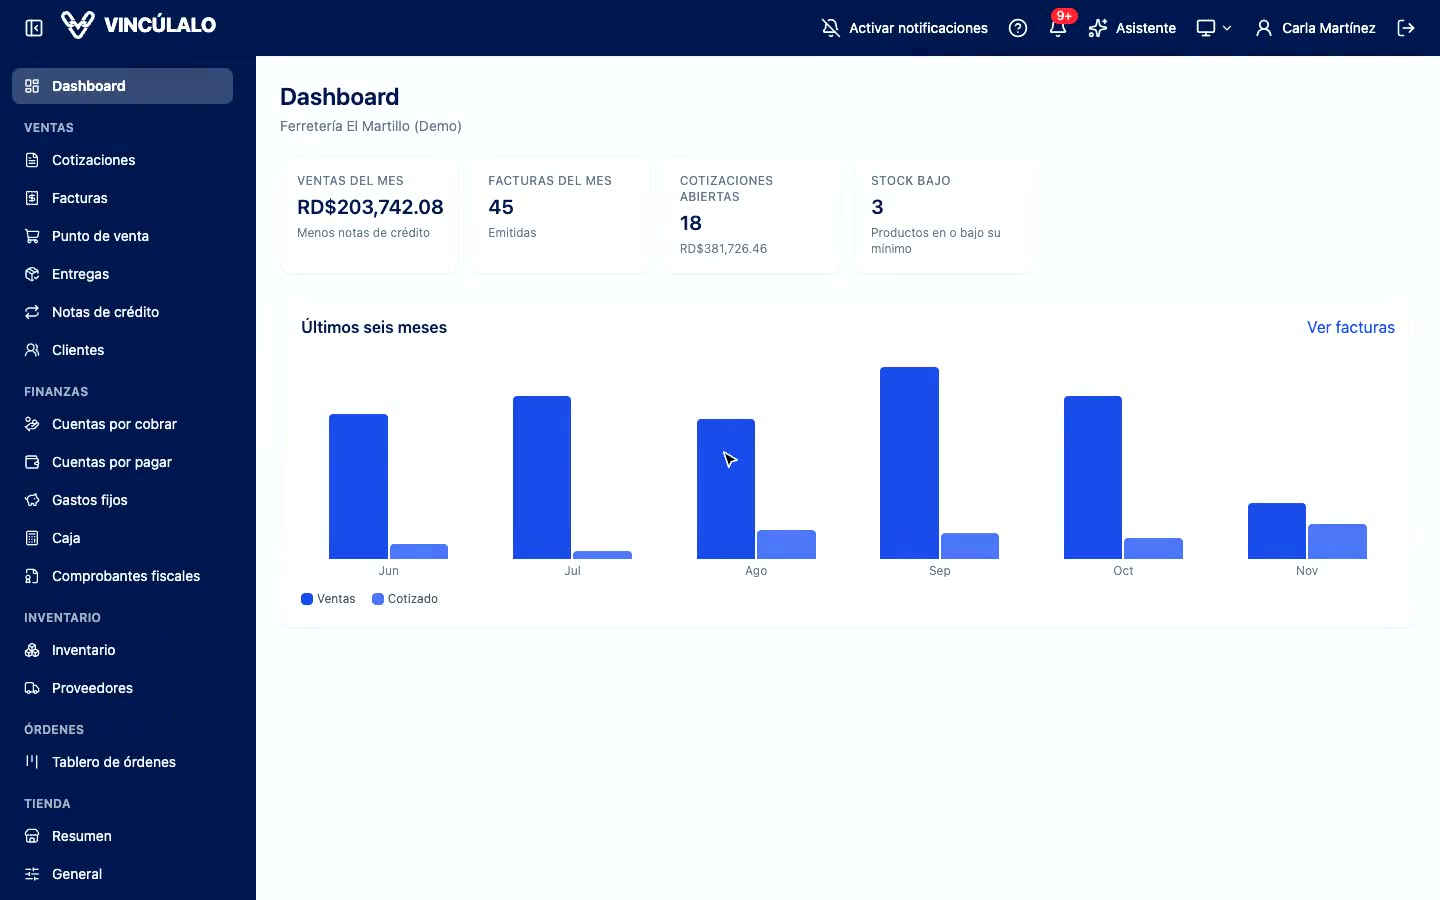 VINCÚLALO
Activar notificaciones
9+
Asistente
Carla Martínez
Dashboard
VENTAS
Cotizaciones
Facturas
Punto de venta
Entregas
Notas de crédito
Clientes
FINANZAS
Cuentas por cobrar
Cuentas por pagar
Gastos fijos
Caja
Comprobantes fiscales
INVENTARIO
Inventario
Proveedores
ÓRDENES
Tablero de órdenes
TIENDA
Resumen
General
Dashboard
Ferretería El Martillo (Demo)
VENTAS DEL MES
RD$203,742.08
Menos notas de crédito
FACTURAS DEL MES
45
Emitidas
COTIZACIONES
ABIERTAS
18
RD$381,726.46
STOCK BAJO
3
Productos en o bajo su
mínimo
Últimos seis meses
Ver facturas
Jun
Jul
Ago
Sep
Oct
Nov
Ventas
Cotizado